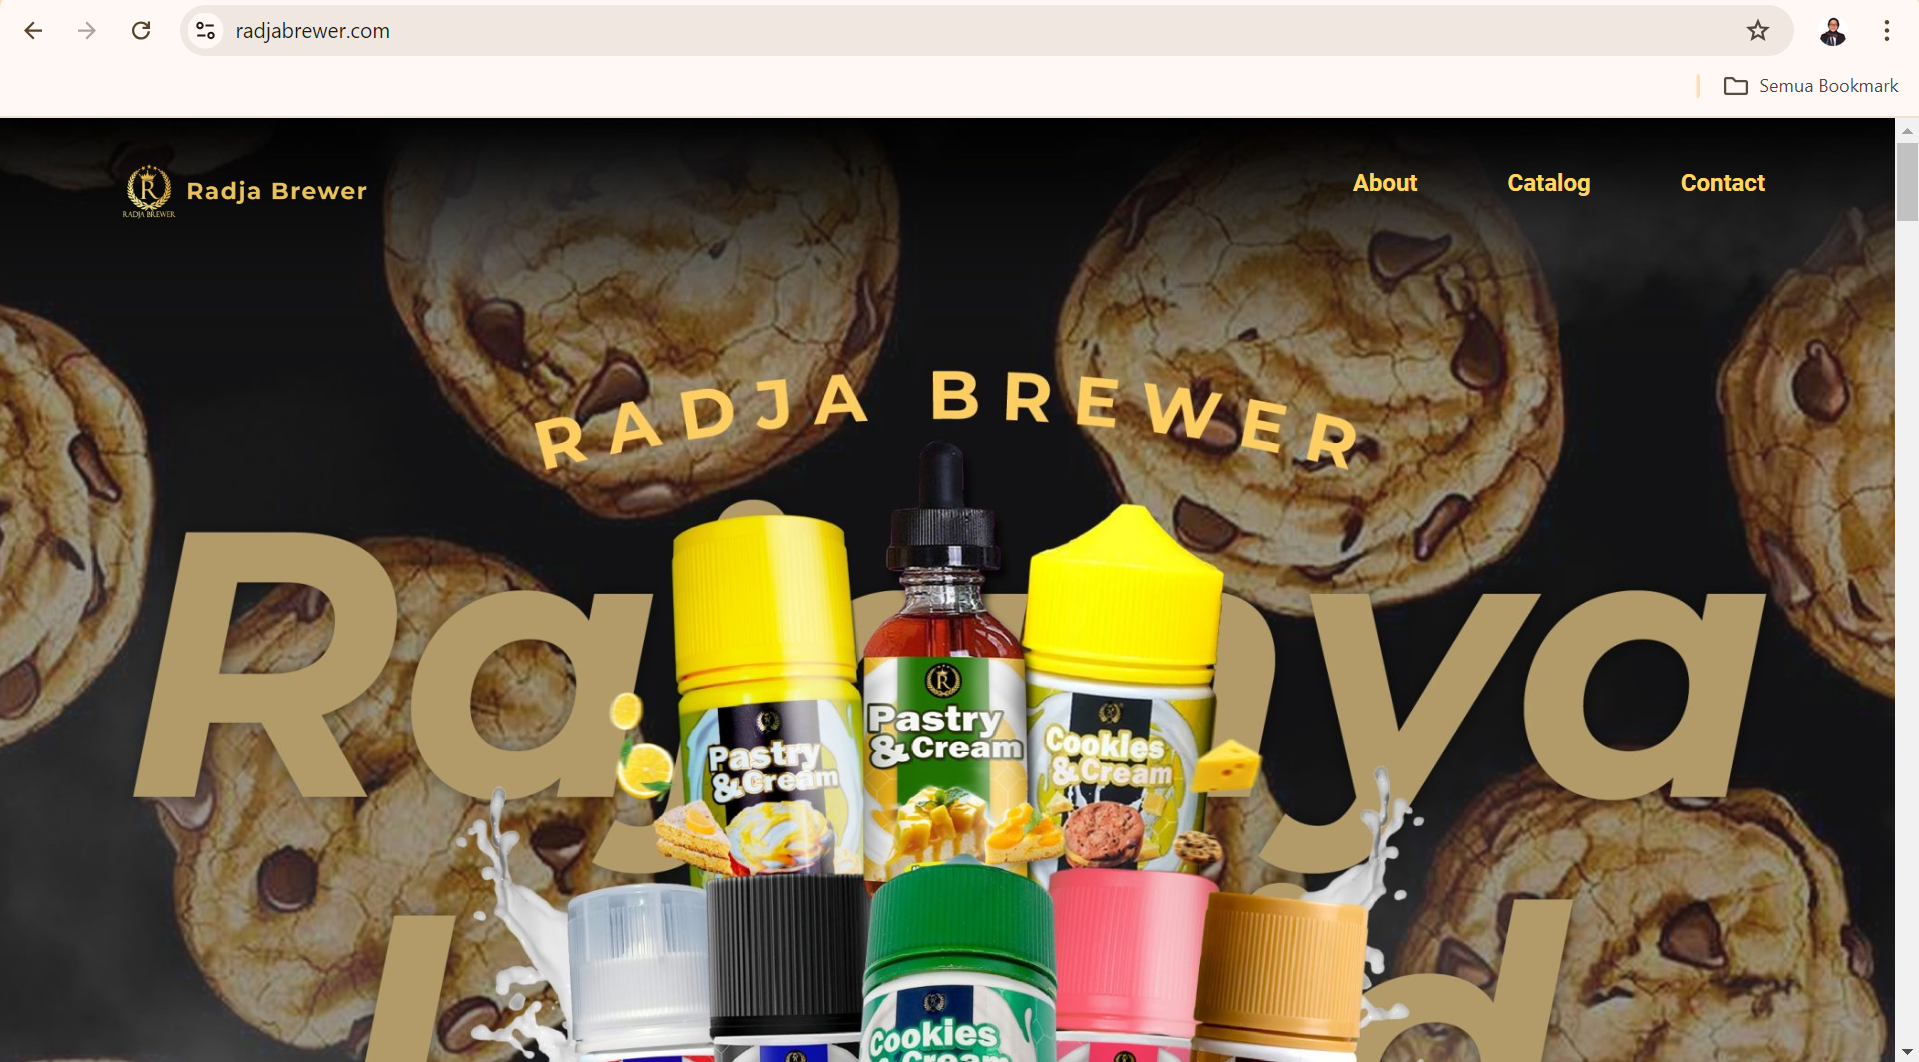 radjabrewer.com
Semua Bookmark
R
RADJA BREWER
Radja Brewer
About
Catalog
Contact
RADJA BREWER
R
Pastry
& Cream
Pastry
& Cream
Cookies
& Cream
Cookies
& Cream